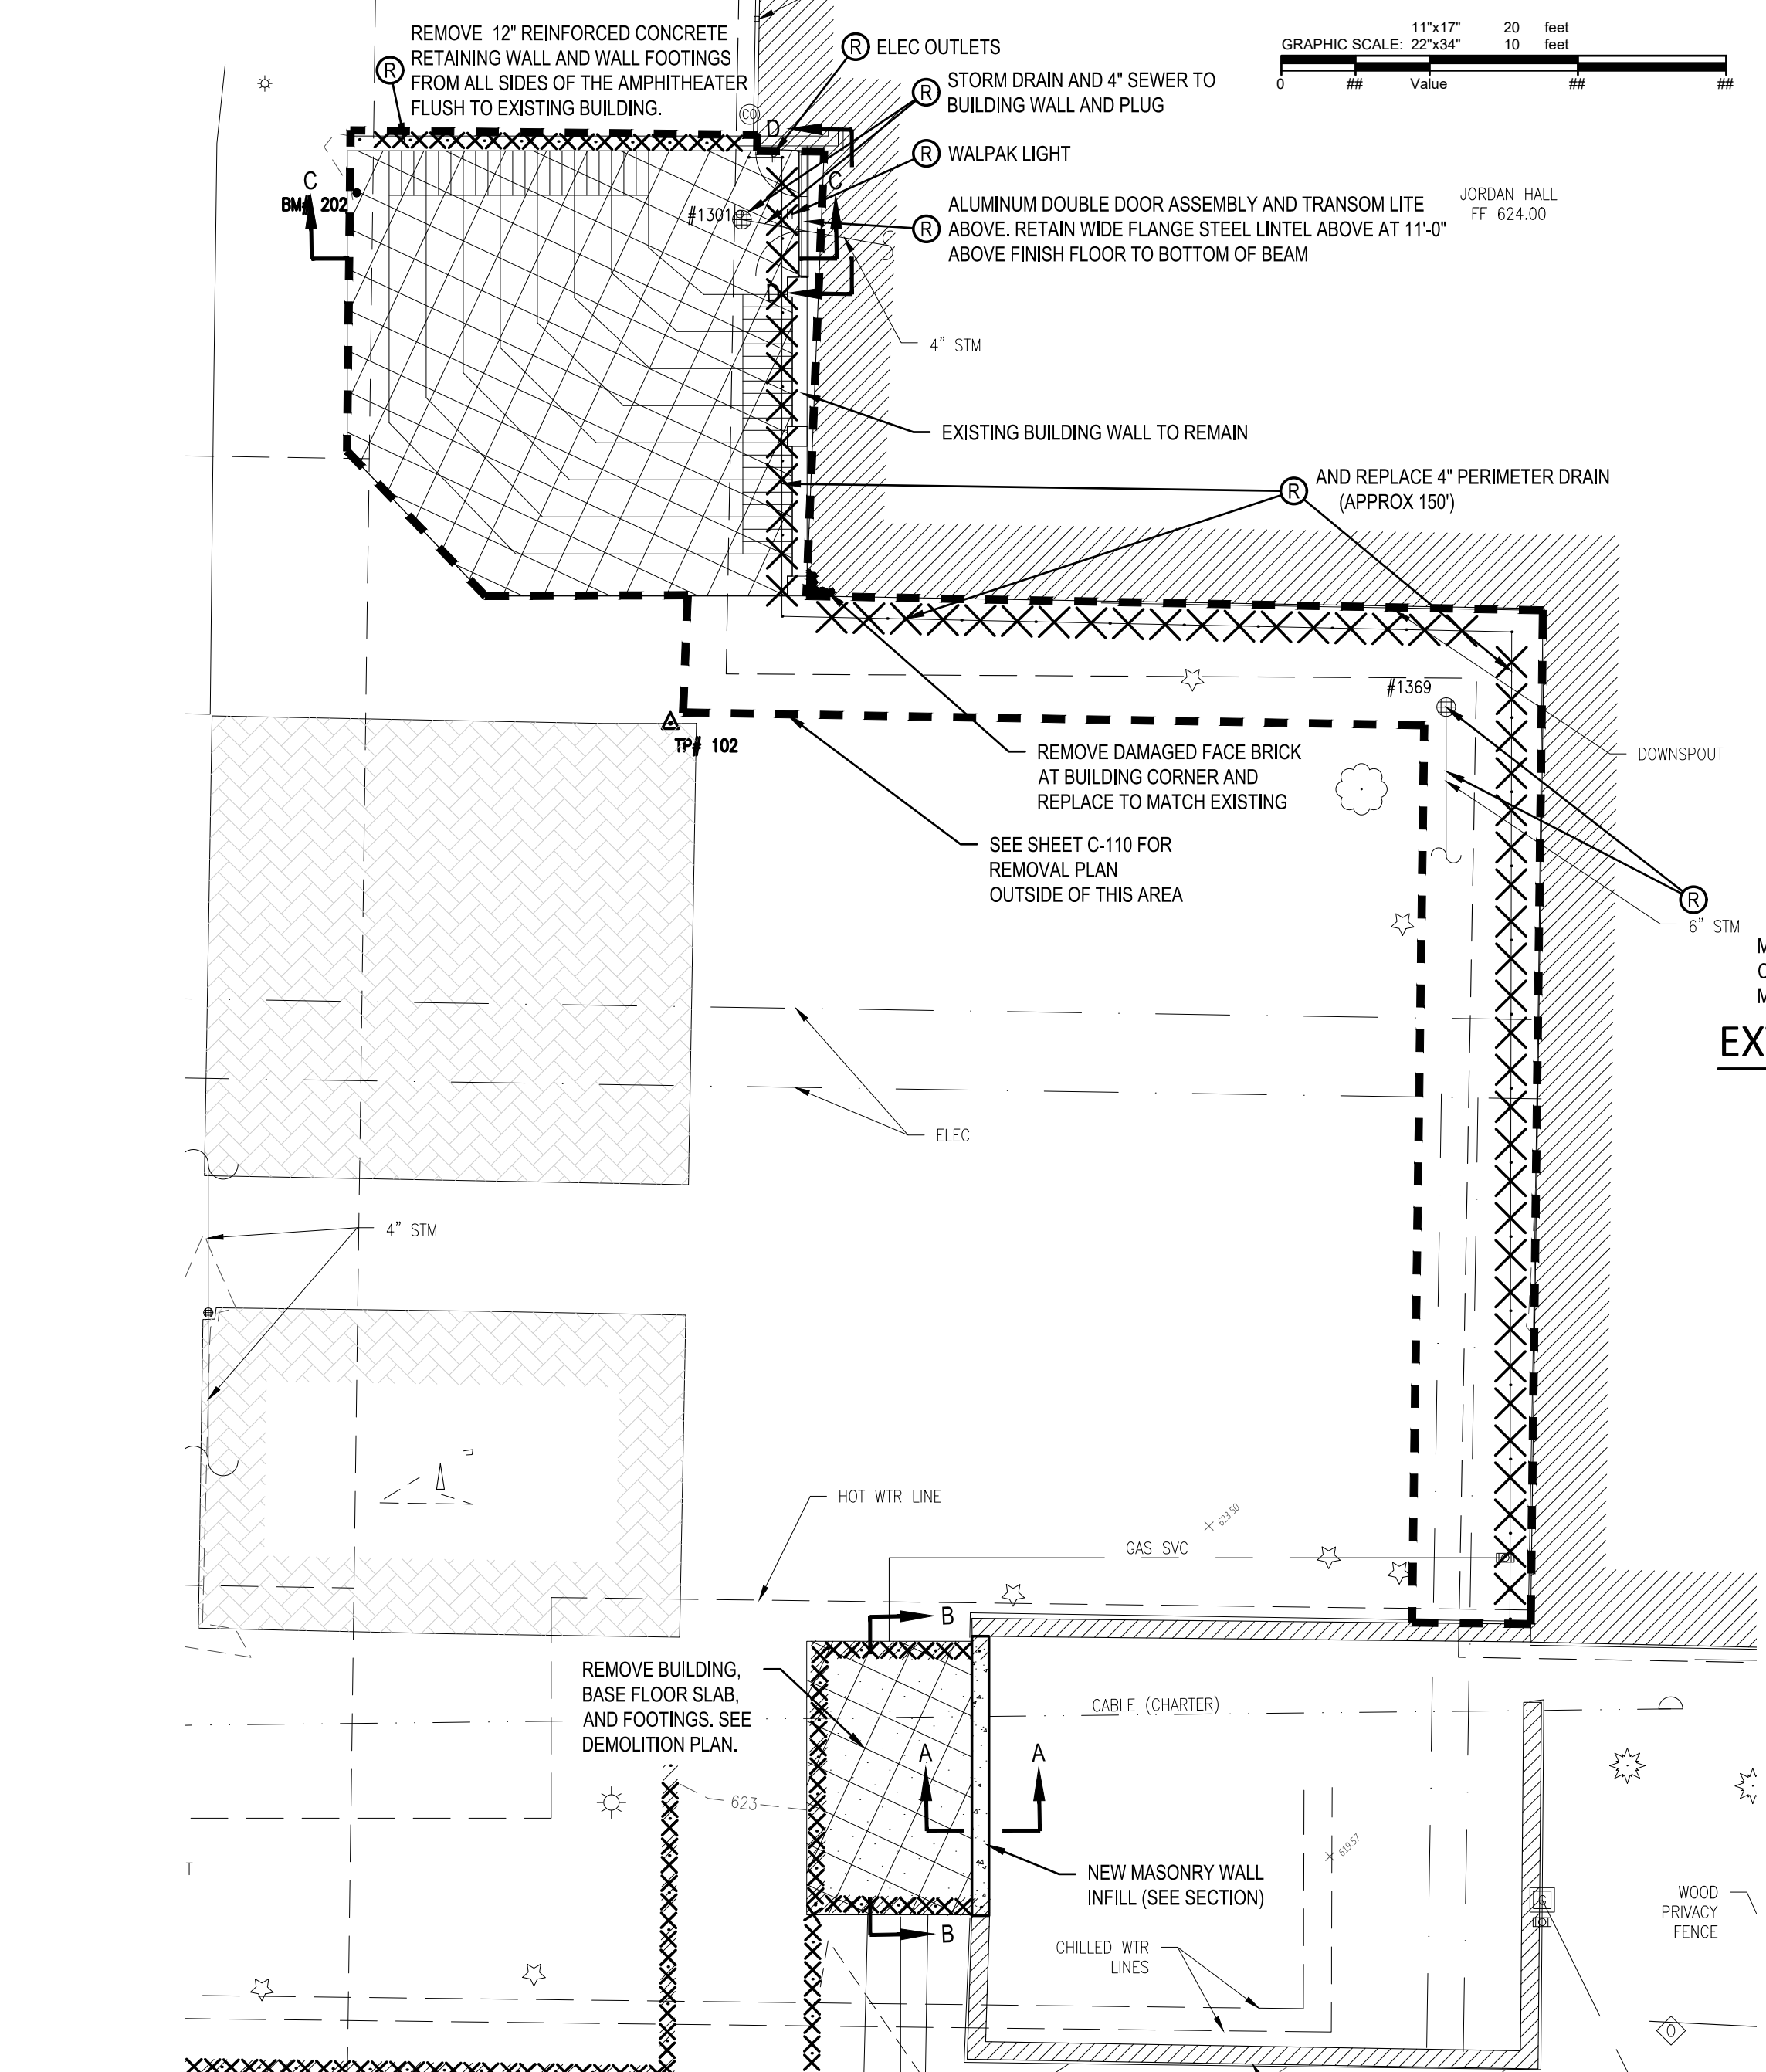 11"x17" 20 feet
GRAPHIC SCALE: 22"x34" 10 feet
0 ## Value ## ##
REMOVE 12" REINFORCED CONCRETE
RETAINING WALL AND WALL FOOTINGS
FROM ALL SIDES OF THE AMPHITHEATER
FLUSH TO EXISTING BUILDING.
R
R ELEC OUTLETS
R STORM DRAIN AND 4" SEWER TO
BUILDING WALL AND PLUG
R WALPAK LIGHT
R ALUMINUM DOUBLE DOOR ASSEMBLY AND TRANSOM LITE
ABOVE. RETAIN WIDE FLANGE STEEL LINTEL ABOVE AT 11'-0"
ABOVE FINISH FLOOR TO BOTTOM OF BEAM
JORDAN HALL
FF 624.00
CO
D
C
C
BM# 202
#1301
D
4" STM
EXISTING BUILDING WALL TO REMAIN
R AND REPLACE 4" PERIMETER DRAIN
(APPROX 150')
#1369
TP# 102
REMOVE DAMAGED FACE BRICK
AT BUILDING CORNER AND
REPLACE TO MATCH EXISTING
DOWNSPOUT
SEE SHEET C-110 FOR
REMOVAL PLAN
OUTSIDE OF THIS AREA
R
6" STM
EX
ELEC
4" STM
HOT WTR LINE
623.50
GAS SVC
B
REMOVE BUILDING,
BASE FLOOR SLAB,
AND FOOTINGS. SEE
DEMOLITION PLAN.
CABLE (CHARTER)
A A
623
619.57
T
NEW MASONRY WALL
INFILL (SEE SECTION)
G
WOOD
PRIVACY
FENCE
B
CHILLED WTR
LINES
0